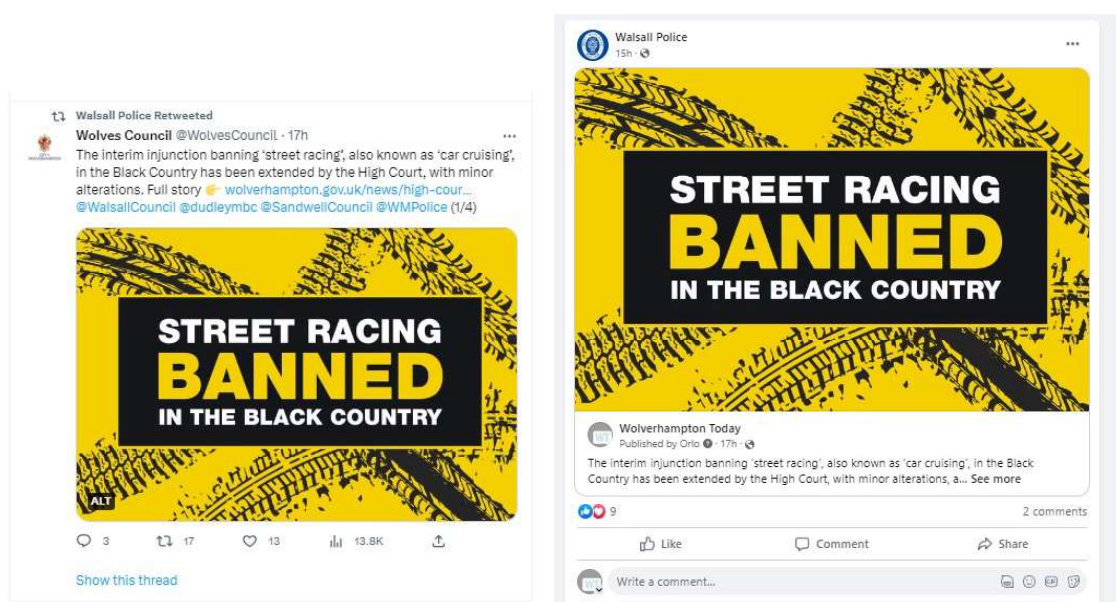 Walsall Police Retweeted
Wolves Council @WolvesCouncil · 17h
The interim injunction banning 'street racing', also known as 'car cruising',
in the Black Country has been extended by the High Court, with minor
alterations. Full story 👉 wolverhampton.gov.uk/news/high-cour...
@WalsallCouncil @dudleymbc @SandwellCouncil @WMPolice (1/4)
STREET RACING
BANNED
IN THE BLACK COUNTRY
ALT
3 17 13 13.8K
Show this thread
Walsall Police
15h ·
STREET RACING
BANNED
IN THE BLACK COUNTRY
WT
Wolverhampton Today
Published by Orlo · 17h ·
The interim injunction banning 'street racing', also known as 'car cruising', in the Black
Country has been extended by the High Court, with minor alterations, a... See more
9 2 comments
Like Comment Share
WT Write a comment... GIF